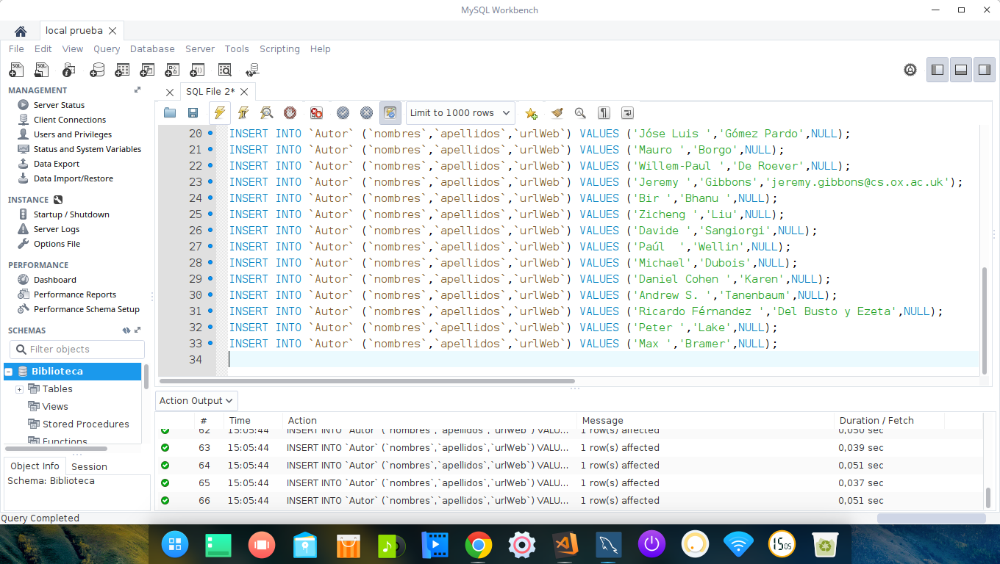 MySQL Workbench
local prueba
File Edit View Query Database Server Tools Scripting Help
MANAGEMENT
Server Status
Client Connections
Users and Privileges
Status and System Variables
Data Export
Data Import/Restore
INSTANCE
Startup / Shutdown
Server Logs
Options File
PERFORMANCE
Dashboard
Performance Reports
Performance Schema Setup
SCHEMAS
Filter objects
Biblioteca
Tables
Views
Stored Procedures
Functions
Object Info Session
Schema: Biblioteca
SQL File 2*
Limit to 1000 rows
20 INSERT INTO `Autor` (`nombres`,`apellidos`,`urlWeb`) VALUES ('Jóse Luis ','Gómez Pardo',NULL);
21 INSERT INTO `Autor` (`nombres`,`apellidos`,`urlWeb`) VALUES ('Mauro ','Borgo',NULL);
22 INSERT INTO `Autor` (`nombres`,`apellidos`,`urlWeb`) VALUES ('Willem-Paul ','De Roever',NULL);
23 INSERT INTO `Autor` (`nombres`,`apellidos`,`urlWeb`) VALUES ('Jeremy ','Gibbons','jeremy.gibbons@cs.ox.ac.uk');
24 INSERT INTO `Autor` (`nombres`,`apellidos`,`urlWeb`) VALUES ('Bir ','Bhanu ',NULL);
25 INSERT INTO `Autor` (`nombres`,`apellidos`,`urlWeb`) VALUES ('Zicheng ','Liu',NULL);
26 INSERT INTO `Autor` (`nombres`,`apellidos`,`urlWeb`) VALUES ('Davide ','Sangiorgi',NULL);
27 INSERT INTO `Autor` (`nombres`,`apellidos`,`urlWeb`) VALUES ('Paúl  ','Wellin',NULL);
28 INSERT INTO `Autor` (`nombres`,`apellidos`,`urlWeb`) VALUES ('Michael','Dubois',NULL);
29 INSERT INTO `Autor` (`nombres`,`apellidos`,`urlWeb`) VALUES ('Daniel Cohen ','Karen',NULL);
30 INSERT INTO `Autor` (`nombres`,`apellidos`,`urlWeb`) VALUES ('Andrew S. ','Tanenbaum',NULL);
31 INSERT INTO `Autor` (`nombres`,`apellidos`,`urlWeb`) VALUES ('Ricardo Férnandez ','Del Busto y Ezeta',NULL);
32 INSERT INTO `Autor` (`nombres`,`apellidos`,`urlWeb`) VALUES ('Peter ','Lake',NULL);
33 INSERT INTO `Autor` (`nombres`,`apellidos`,`urlWeb`) VALUES ('Max ','Bramer',NULL);
34
Action Output
# Time Action Message Duration / Fetch
62 15:05:44 INSERT INTO `Autor` (`nombres`,`apellidos`,`urlWeb`) VALU... 1 row(s) affected 0,050 sec
63 15:05:44 INSERT INTO `Autor` (`nombres`,`apellidos`,`urlWeb`) VALU... 1 row(s) affected 0,039 sec
64 15:05:44 INSERT INTO `Autor` (`nombres`,`apellidos`,`urlWeb`) VALU... 1 row(s) affected 0,051 sec
65 15:05:44 INSERT INTO `Autor` (`nombres`,`apellidos`,`urlWeb`) VALU... 1 row(s) affected 0,037 sec
66 15:05:44 INSERT INTO `Autor` (`nombres`,`apellidos`,`urlWeb`) VALU... 1 row(s) affected 0,051 sec
Query Completed
15 05